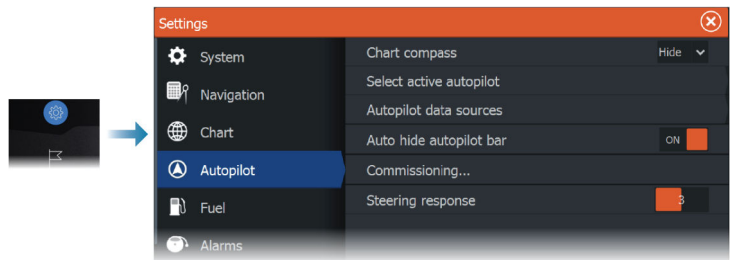 Settings
System
Navigation
Chart
Autopilot
Fuel
Alarms
Chart compass Hide
Select active autopilot
Autopilot data sources
Auto hide autopilot bar ON
Commissioning...
Steering response 3